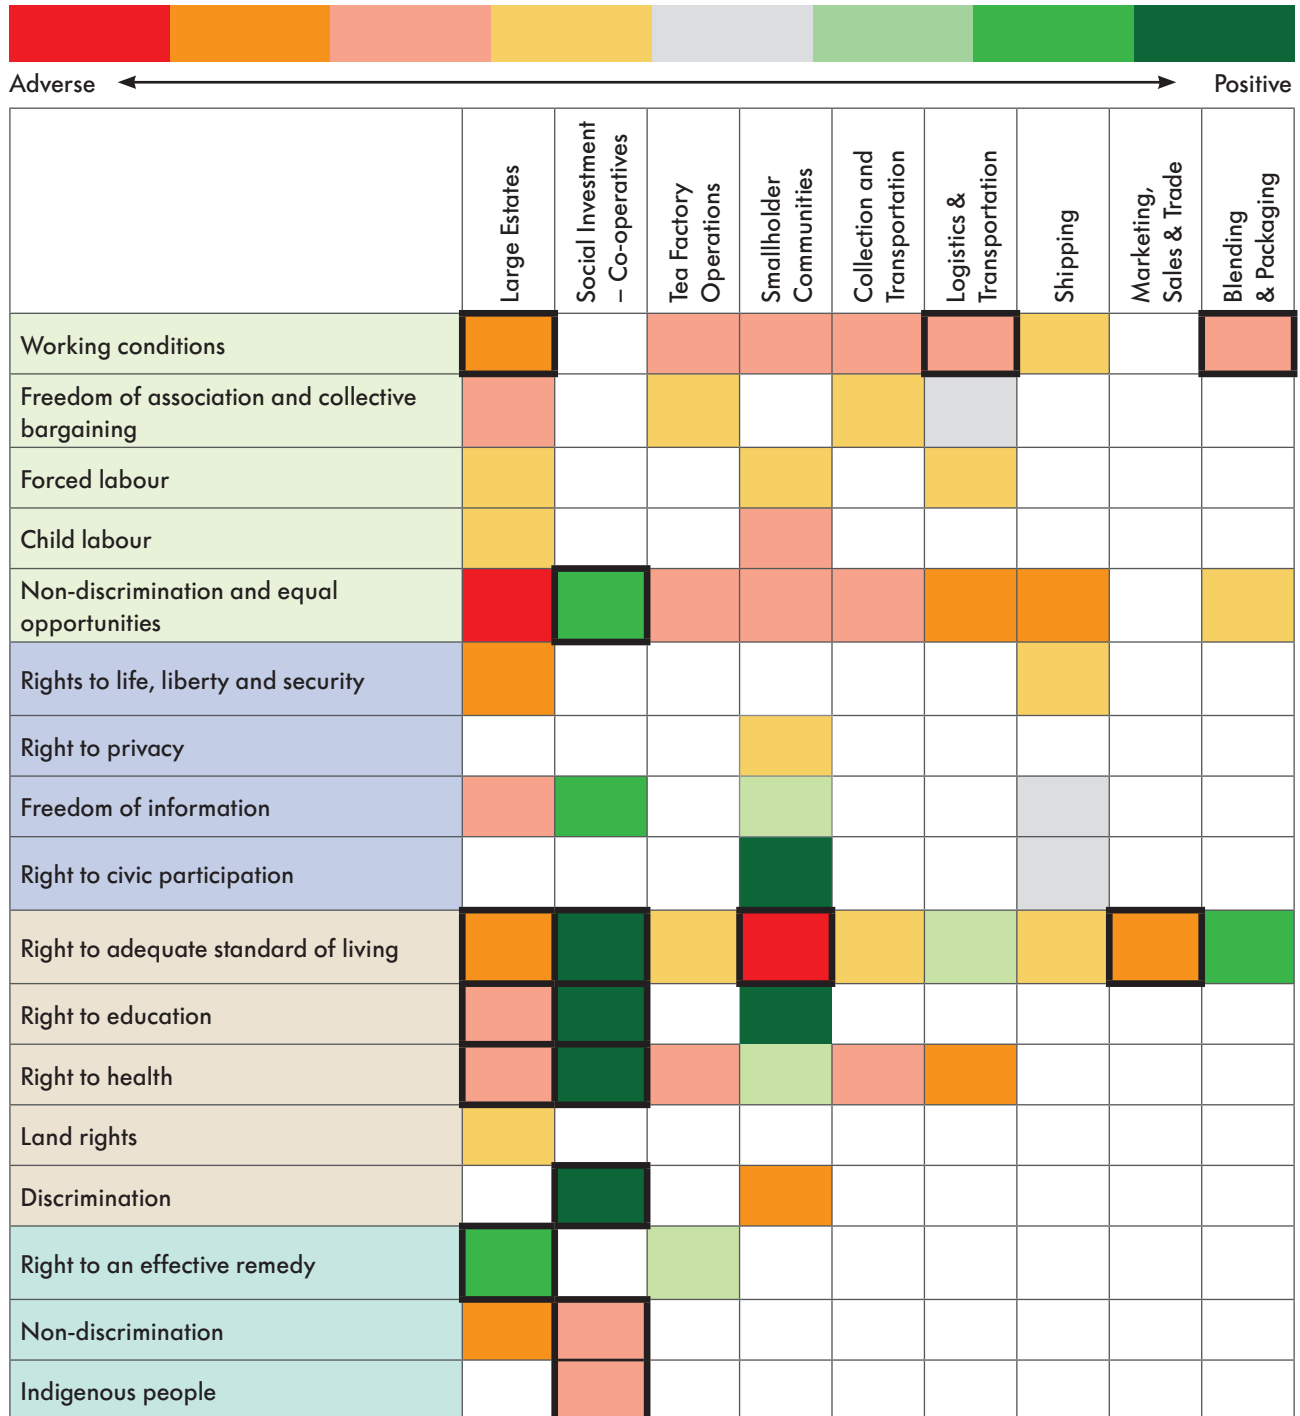 Adverse
Positive
Large Estates
Social Investment
– Co-operatives
Tea Factory
Operations
Smallholder
Communities
Collection and
Transportation
Logistics &
Transportation
Shipping
Marketing,
Sales & Trade
Blending
& Packaging
Working conditions
Freedom of association and collective
bargaining
Forced labour
Child labour
Non-discrimination and equal
opportunities
Rights to life, liberty and security
Right to privacy
Freedom of information
Right to civic participation
Right to adequate standard of living
Right to education
Right to health
Land rights
Discrimination
Right to an effective remedy
Non-discrimination
Indigenous people